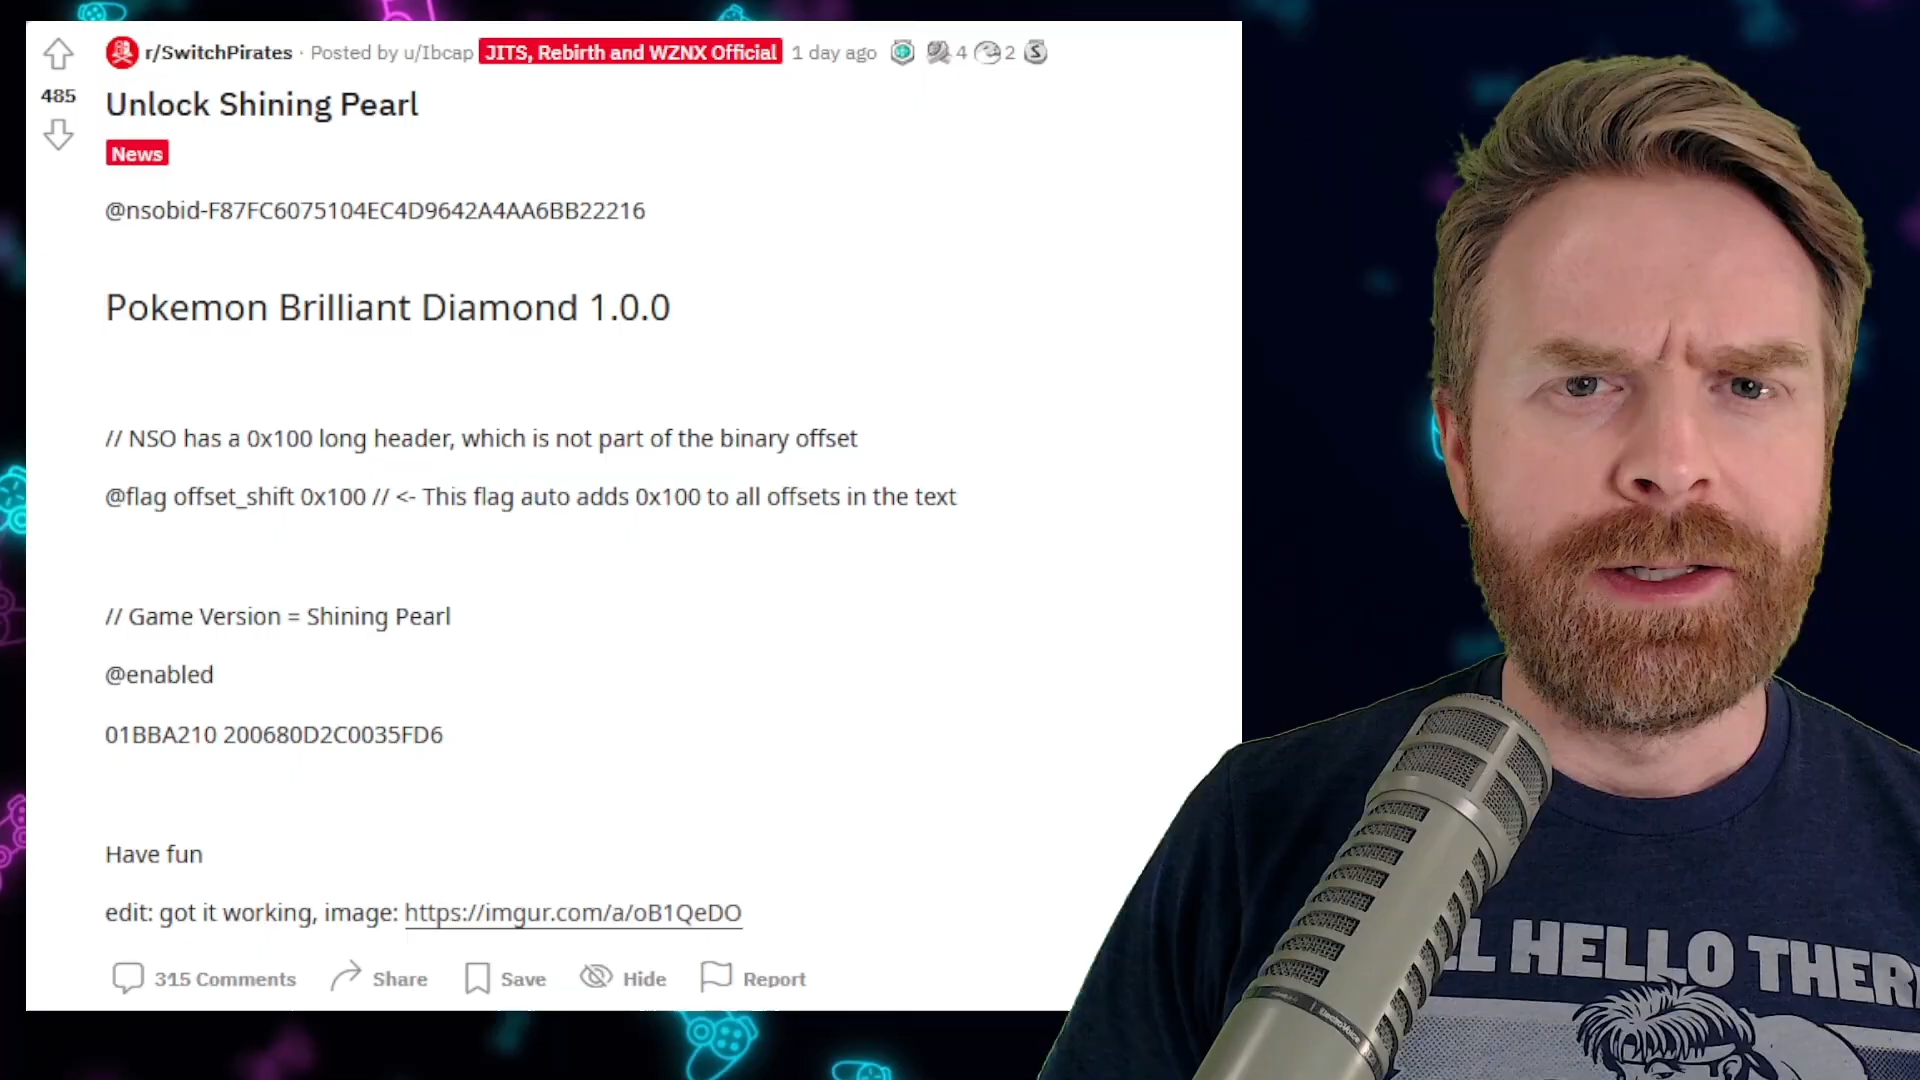 r/SwitchPirates · Posted by u/Ibcap JITS, Rebirth and WZNX Official 1 day ago 4 2 S
485
Unlock Shining Pearl
News
@nsobid-F87FC6075104EC4D9642A4AA6BB22216
Pokemon Brilliant Diamond 1.0.0
// NSO has a 0x100 long header, which is not part of the binary offset
@flag offset_shift 0x100 // <- This flag auto adds 0x100 to all offsets in the text
// Game Version = Shining Pearl
@enabled
01BBA210 200680D2C0035FD6
Have fun
edit: got it working, image: https://imgur.com/a/oB1QeDO
315 Comments Share Save Hide Report
L HELLO THER